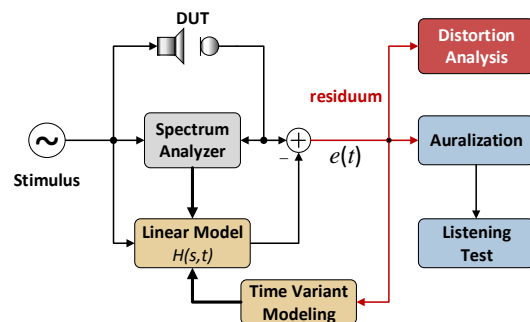 DUT
Distortion
Analysis
residuum
~
Spectrum
Analyzer
−
e(t)
Auralization
Stimulus
Linear Model
H(s,t)
Listening
Test
Time Variant
Modeling